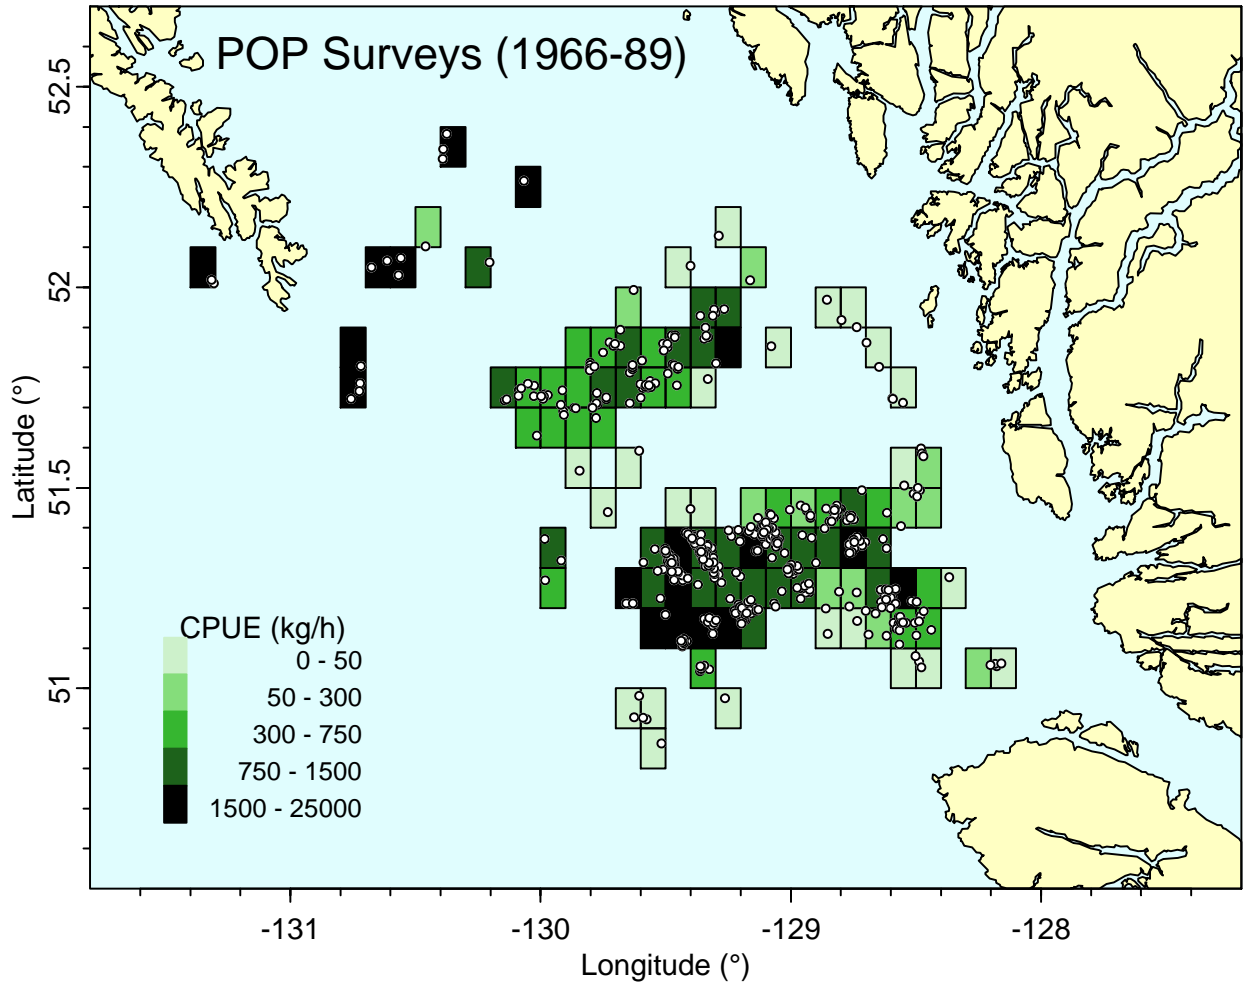 POP Surveys (1966-89)
52.5
52
51.5
51
Latitude (°)
CPUE (kg/h)
0 - 50
50 - 300
300 - 750
750 - 1500
1500 - 25000
-131
-130
-129
-128
Longitude (°)